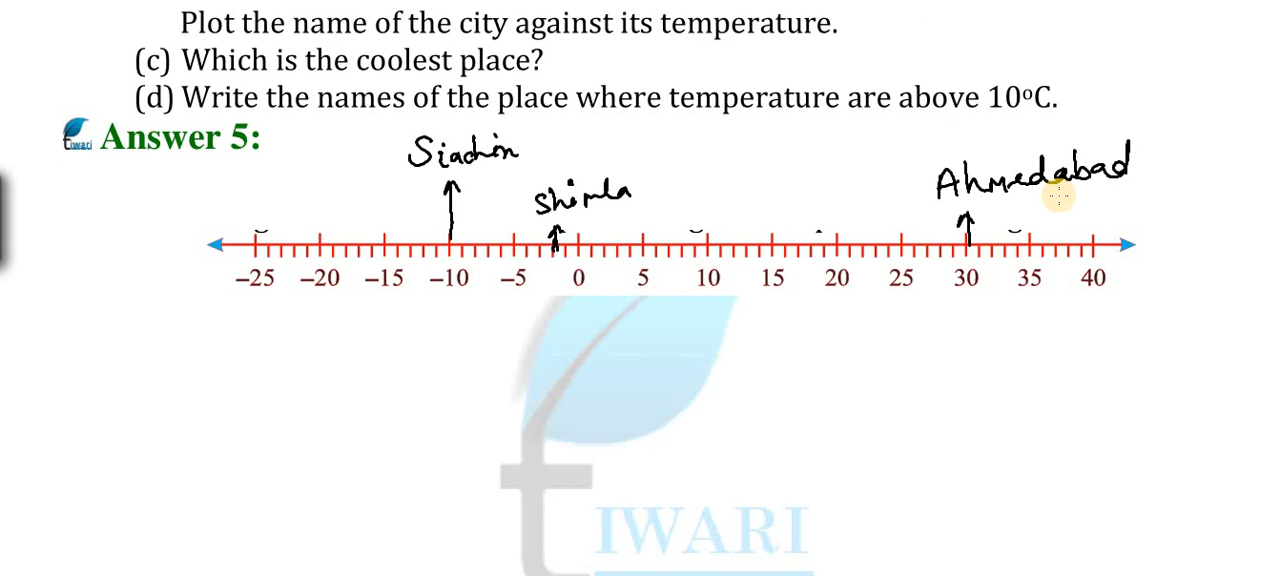 Plot the name of the city against its temperature.
(c) Which is the coolest place?
(d) Write the names of the place where temperature are above 10°C.
tiwari Answer 5:
Siachin
Shimla
Ahmedabad
–25 –20 –15 –10 –5 0 5 10 15 20 25 30 35 40
tIWARI